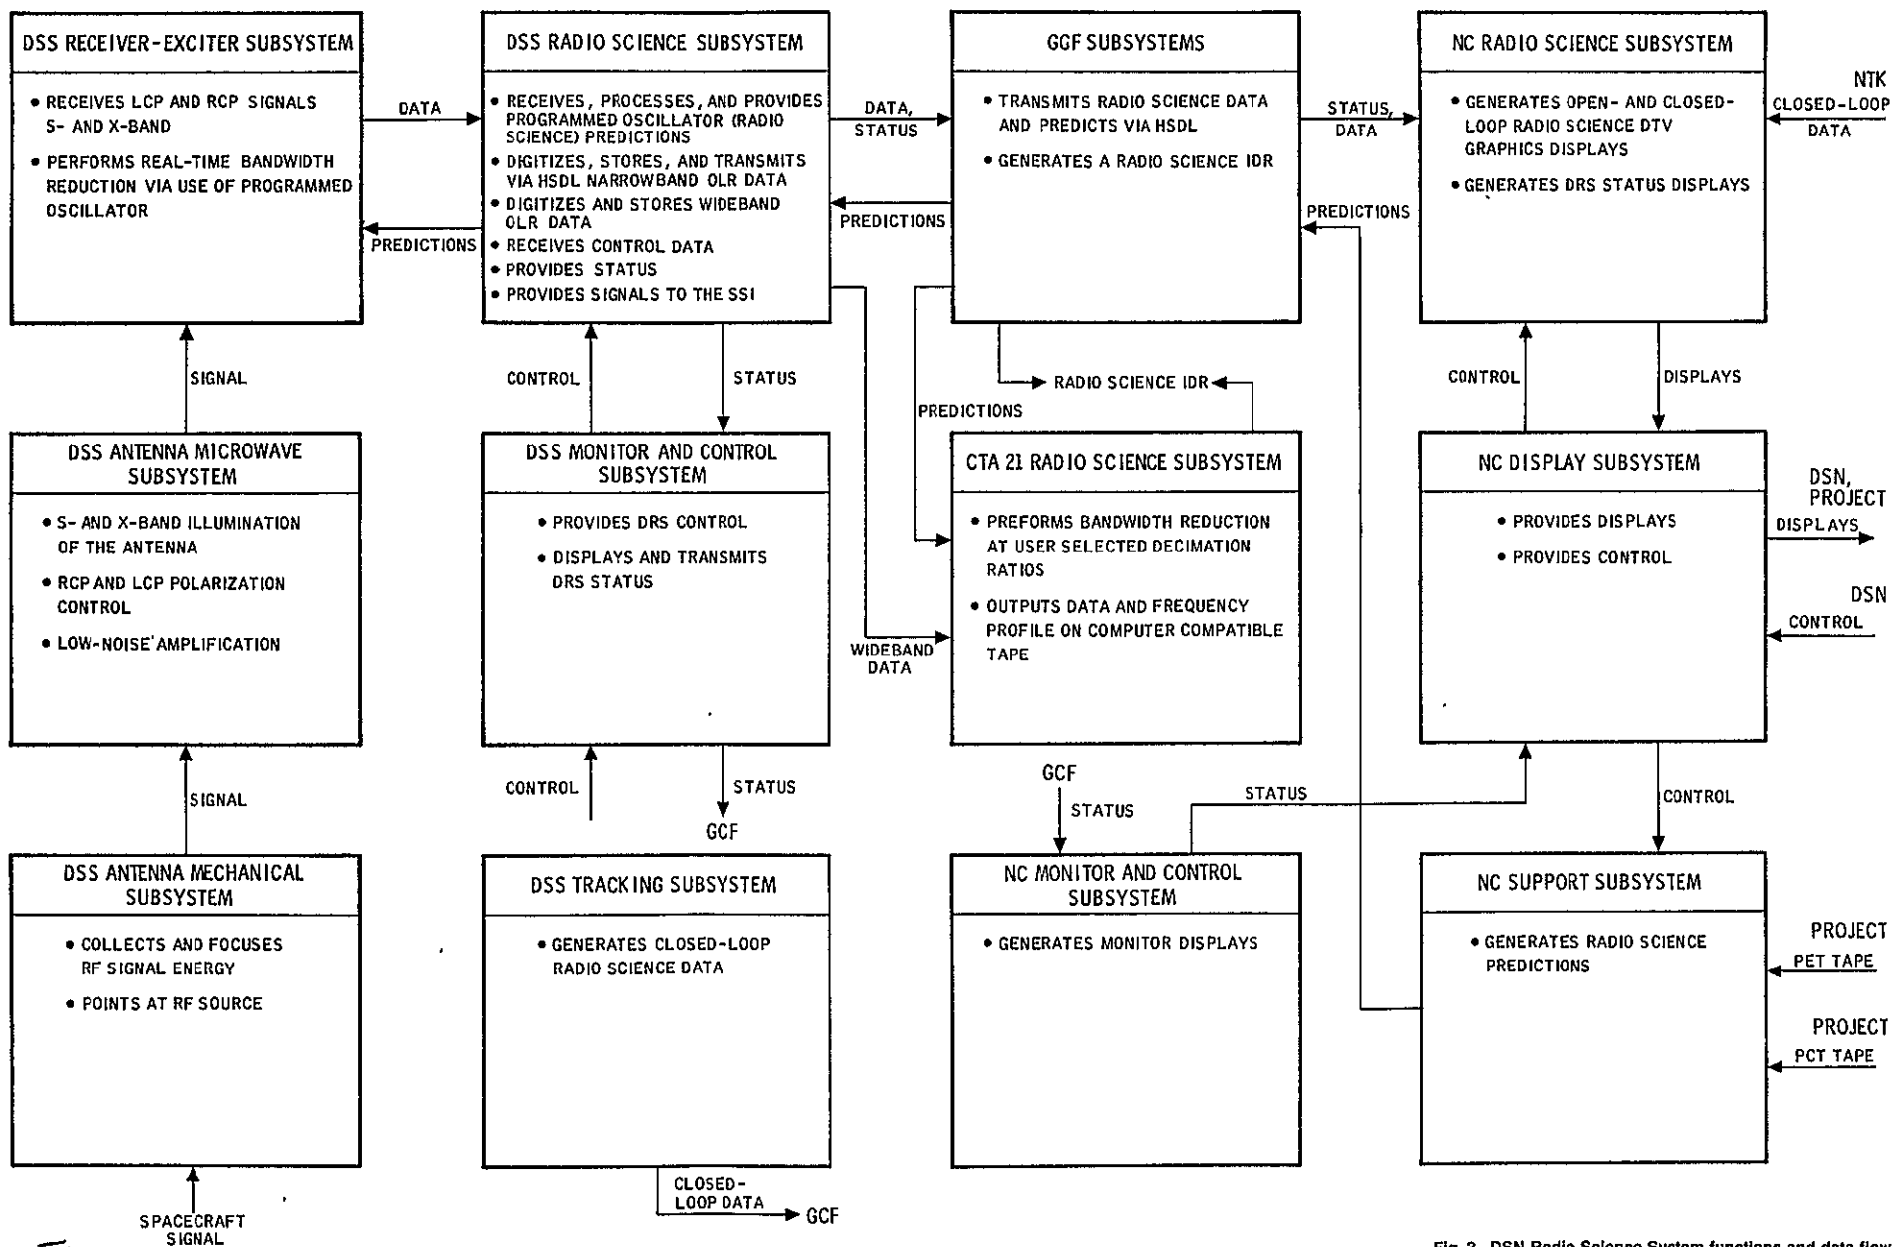 DSS RECEIVER-EXCITER SUBSYSTEM
• RECEIVES LCP AND RCP SIGNALS
S- AND X-BAND
• PERFORMS REAL-TIME BANDWIDTH
REDUCTION VIA USE OF PROGRAMMED
OSCILLATOR
DATA
PREDICTIONS
DSS RADIO SCIENCE SUBSYSTEM
• RECEIVES, PROCESSES, AND PROVIDES
PROGRAMMED OSCILLATOR (RADIO
SCIENCE) PREDICTIONS
• DIGITIZES, STORES, AND TRANSMITS
VIA HSDL NARROWBAND OLR DATA
• DIGITIZES AND STORES WIDEBAND
OLR DATA
• RECEIVES CONTROL DATA
• PROVIDES STATUS
• PROVIDES SIGNALS TO THE SSI
DATA,
STATUS
PREDICTIONS
GGF SUBSYSTEMS
• TRANSMITS RADIO SCIENCE DATA
AND PREDICTS VIA HSDL
• GENERATES A RADIO SCIENCE IDR
STATUS,
DATA
PREDICTIONS
NC RADIO SCIENCE SUBSYSTEM
• GENERATES OPEN- AND CLOSED-
LOOP RADIO SCIENCE DTV
GRAPHICS DISPLAYS
• GENERATES DRS STATUS DISPLAYS
NTK
CLOSED-LOOP
DATA
SIGNAL
CONTROL
STATUS
RADIO SCIENCE IDR
PREDICTIONS
CONTROL
DISPLAYS
DSS ANTENNA MICROWAVE
SUBSYSTEM
• S- AND X-BAND ILLUMINATION
OF THE ANTENNA
• RCP AND LCP POLARIZATION
CONTROL
• LOW-NOISE AMPLIFICATION
DSS MONITOR AND CONTROL
SUBSYSTEM
• PROVIDES DRS CONTROL
• DISPLAYS AND TRANSMITS
DRS STATUS
WIDEBAND
DATA
CTA 21 RADIO SCIENCE SUBSYSTEM
• PREFORMS BANDWIDTH REDUCTION
AT USER SELECTED DECIMATION
RATIOS
• OUTPUTS DATA AND FREQUENCY
PROFILE ON COMPUTER COMPATIBLE
TAPE
NC DISPLAY SUBSYSTEM
• PROVIDES DISPLAYS
• PROVIDES CONTROL
DSN,
PROJECT
DISPLAYS
DSN
CONTROL
SIGNAL
CONTROL
STATUS
GCF
GCF
STATUS
STATUS
CONTROL
DSS ANTENNA MECHANICAL
SUBSYSTEM
• COLLECTS AND FOCUSES
RF SIGNAL ENERGY
• POINTS AT RF SOURCE
DSS TRACKING SUBSYSTEM
• GENERATES CLOSED-LOOP
RADIO SCIENCE DATA
NC MONITOR AND CONTROL
SUBSYSTEM
• GENERATES MONITOR DISPLAYS
NC SUPPORT SUBSYSTEM
• GENERATES RADIO SCIENCE
PREDICTIONS
PROJECT
PET TAPE
PROJECT
PCT TAPE
SPACECRAFT
SIGNAL
CLOSED-
LOOP DATA
GCF
DSN Radio Science System functions and data flow